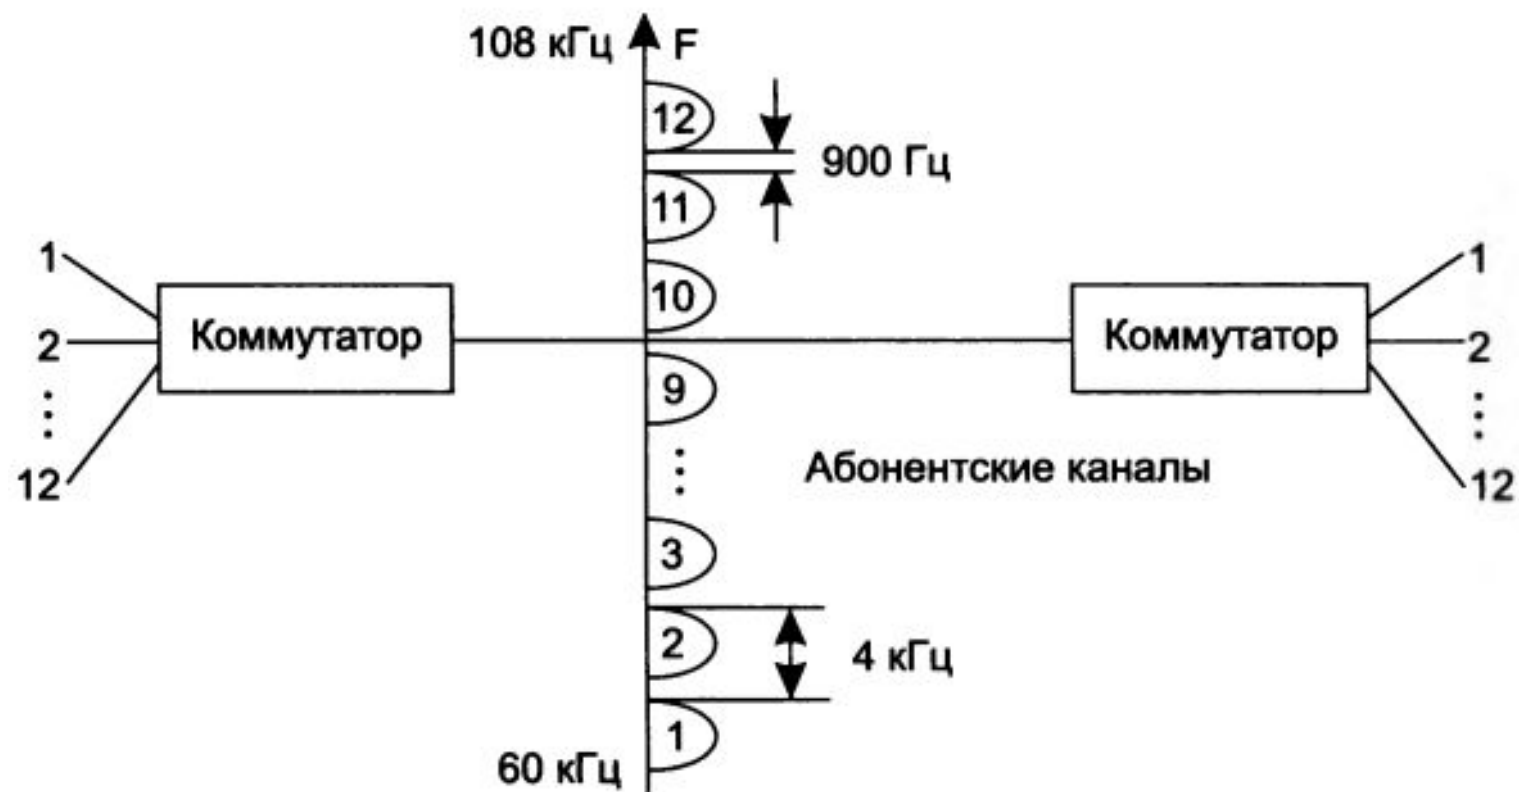 108 кГц F
12
900 Гц
11
1
1
10
Коммутатор
Коммутатор
2
2
9
⋮
⋮
⋮
Абонентские каналы
12
12
3
2
4 кГц
1
60 кГц